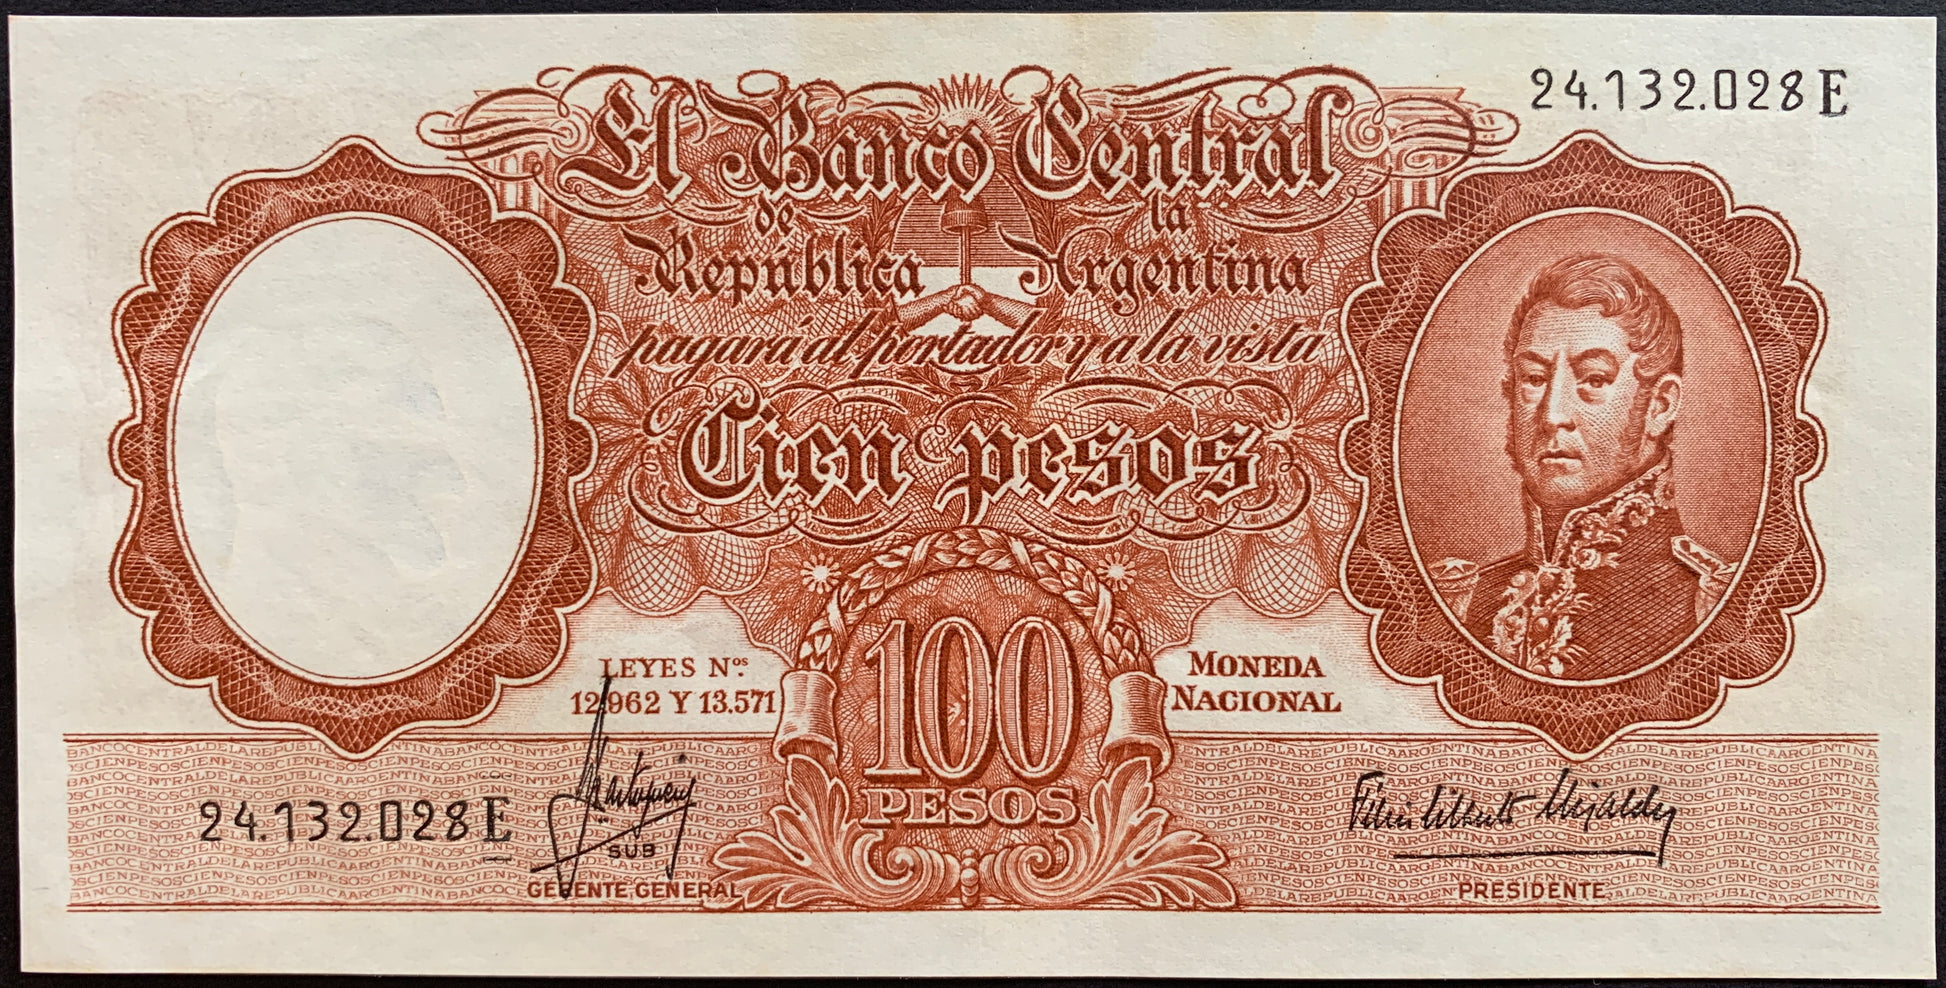 24.132.028 E
El Banco Central
de la
República Argentina
pagará al portador y a la vista
Cien pesos
LEYES Nos.
12.962 Y 13.571
100
PESOS
MONEDA
NACIONAL
24.132.028 E
SUB
GERENTE GENERAL
PRESIDENTE